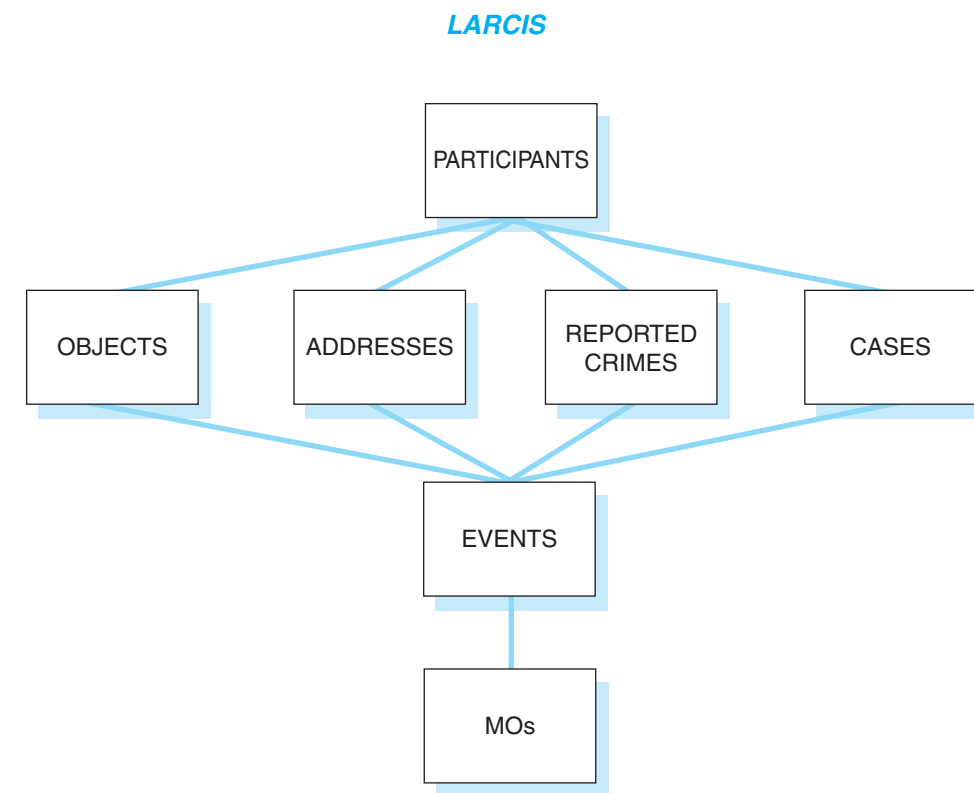 LARCIS
PARTICIPANTS
OBJECTS
ADDRESSES
REPORTED
CRIMES
CASES
EVENTS
MOs